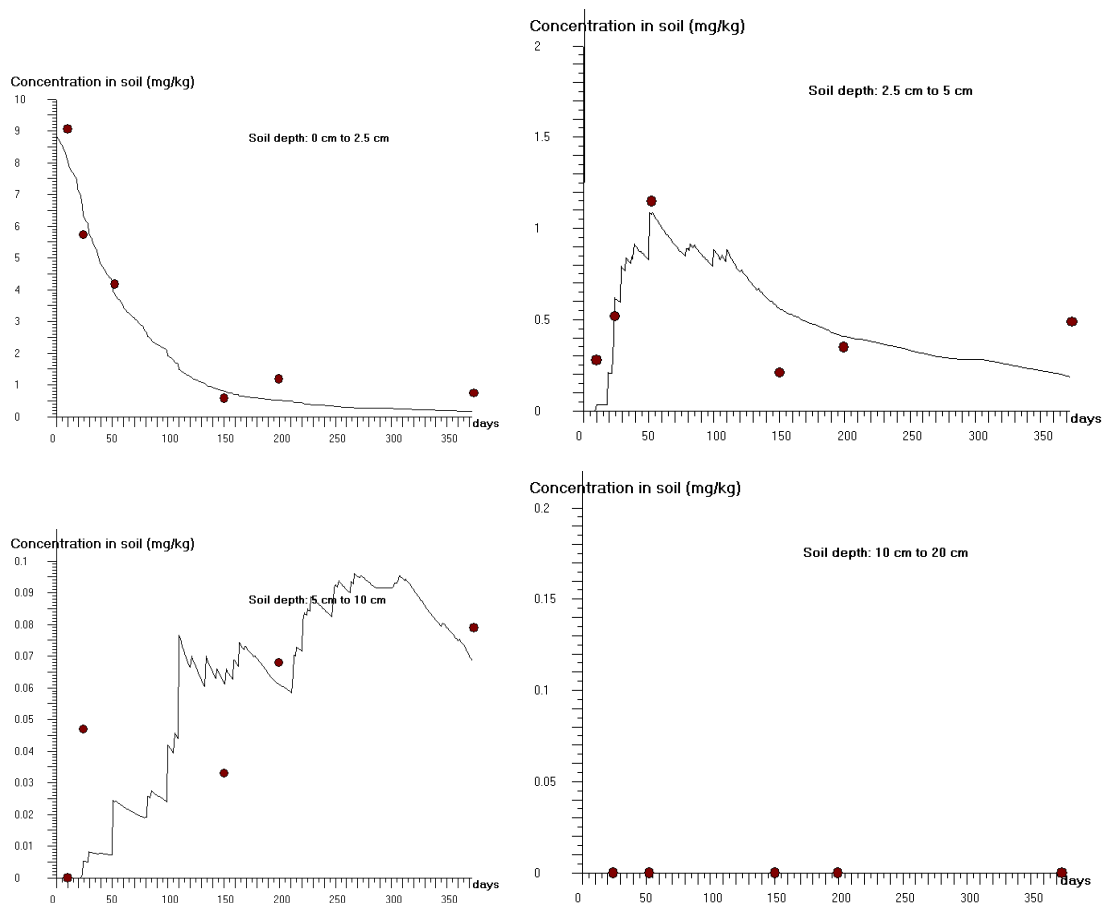 Concentration in soil (mg/kg)
Soil depth: 0 cm to 2.5 cm
10
9
8
7
6
5
4
3
2
1
0
0 50 100 150 200 250 300 350 days
Concentration in soil (mg/kg)
Soil depth: 2.5 cm to 5 cm
2
1.5
1
0.5
0
0 50 100 150 200 250 300 350 days
Concentration in soil (mg/kg)
Soil depth: 5 cm to 10 cm
0.1
0.09
0.08
0.07
0.06
0.05
0.04
0.03
0.02
0.01
0
0 50 100 150 200 250 300 350 days
Concentration in soil (mg/kg)
Soil depth: 10 cm to 20 cm
0.2
0.15
0.1
0.05
0
0 50 100 150 200 250 300 350 days